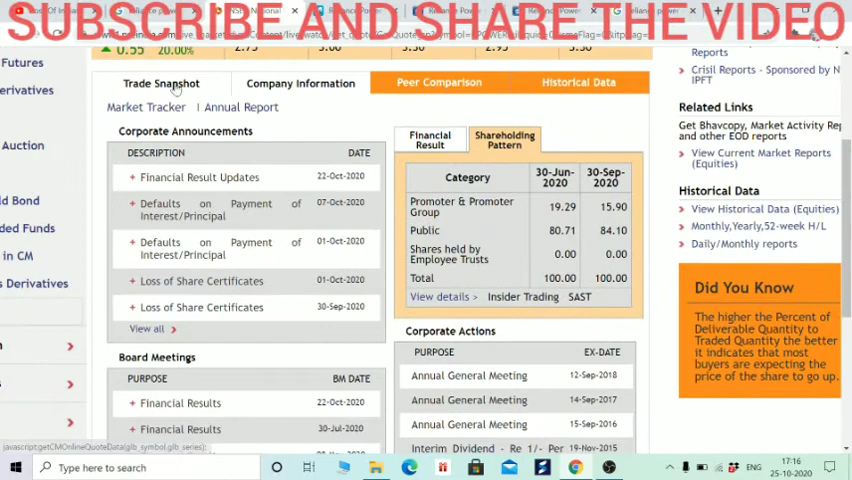 SUBSCRIBE AND SHARE THE VIDEO
0.55 20.00%
Futures
erivatives
Auction
ld Bond
ded Funds
in CM
s Derivatives
Trade Snapshot
Company Information
Peer Comparison
Historical Data
Market Tracker | Annual Report
Corporate Announcements
DESCRIPTION DATE
+ Financial Result Updates 22-Oct-2020
+ Defaults on Payment of 07-Oct-2020
Interest/Principal
+ Defaults on Payment of 01-Oct-2020
Interest/Principal
+ Loss of Share Certificates 01-Oct-2020
+ Loss of Share Certificates 30-Sep-2020
View all >
Board Meetings
PURPOSE BM DATE
+ Financial Results 22-Oct-2020
+ Financial Results 30-Jul-2020
Financial
Result
Shareholding
Pattern
Category 30-Jun-2020 30-Sep-2020
Promoter & Promoter
Group 19.29 15.90
Public 80.71 84.10
Shares held by
Employee Trusts 0.00 0.00
Total 100.00 100.00
View details > Insider Trading SAST
Corporate Actions
PURPOSE EX-DATE
Annual General Meeting 12-Sep-2018
Annual General Meeting 14-Sep-2017
Annual General Meeting 15-Sep-2016
Interim Dividend - Re 1/- Per 19-Nov-2015
Reports
Crisil Reports - Sponsored by N
IPFT
Related Links
Get Bhavcopy, Market Activity Rep
and other EOD reports
View Current Market Reports
(Equities)
Historical Data
View Historical Data (Equities)
Monthly,Yearly,52-week H/L
Daily/Monthly reports
Did You Know
The higher the Percent of
Deliverable Quantity to
Traded Quantity the better
it indicates that most
buyers are expecting the
price of the share to go up.
javascript:getCMOnlineQuoteData(glb_symbol,glb_series);
Type here to search
ENG
17:16
25-10-2020